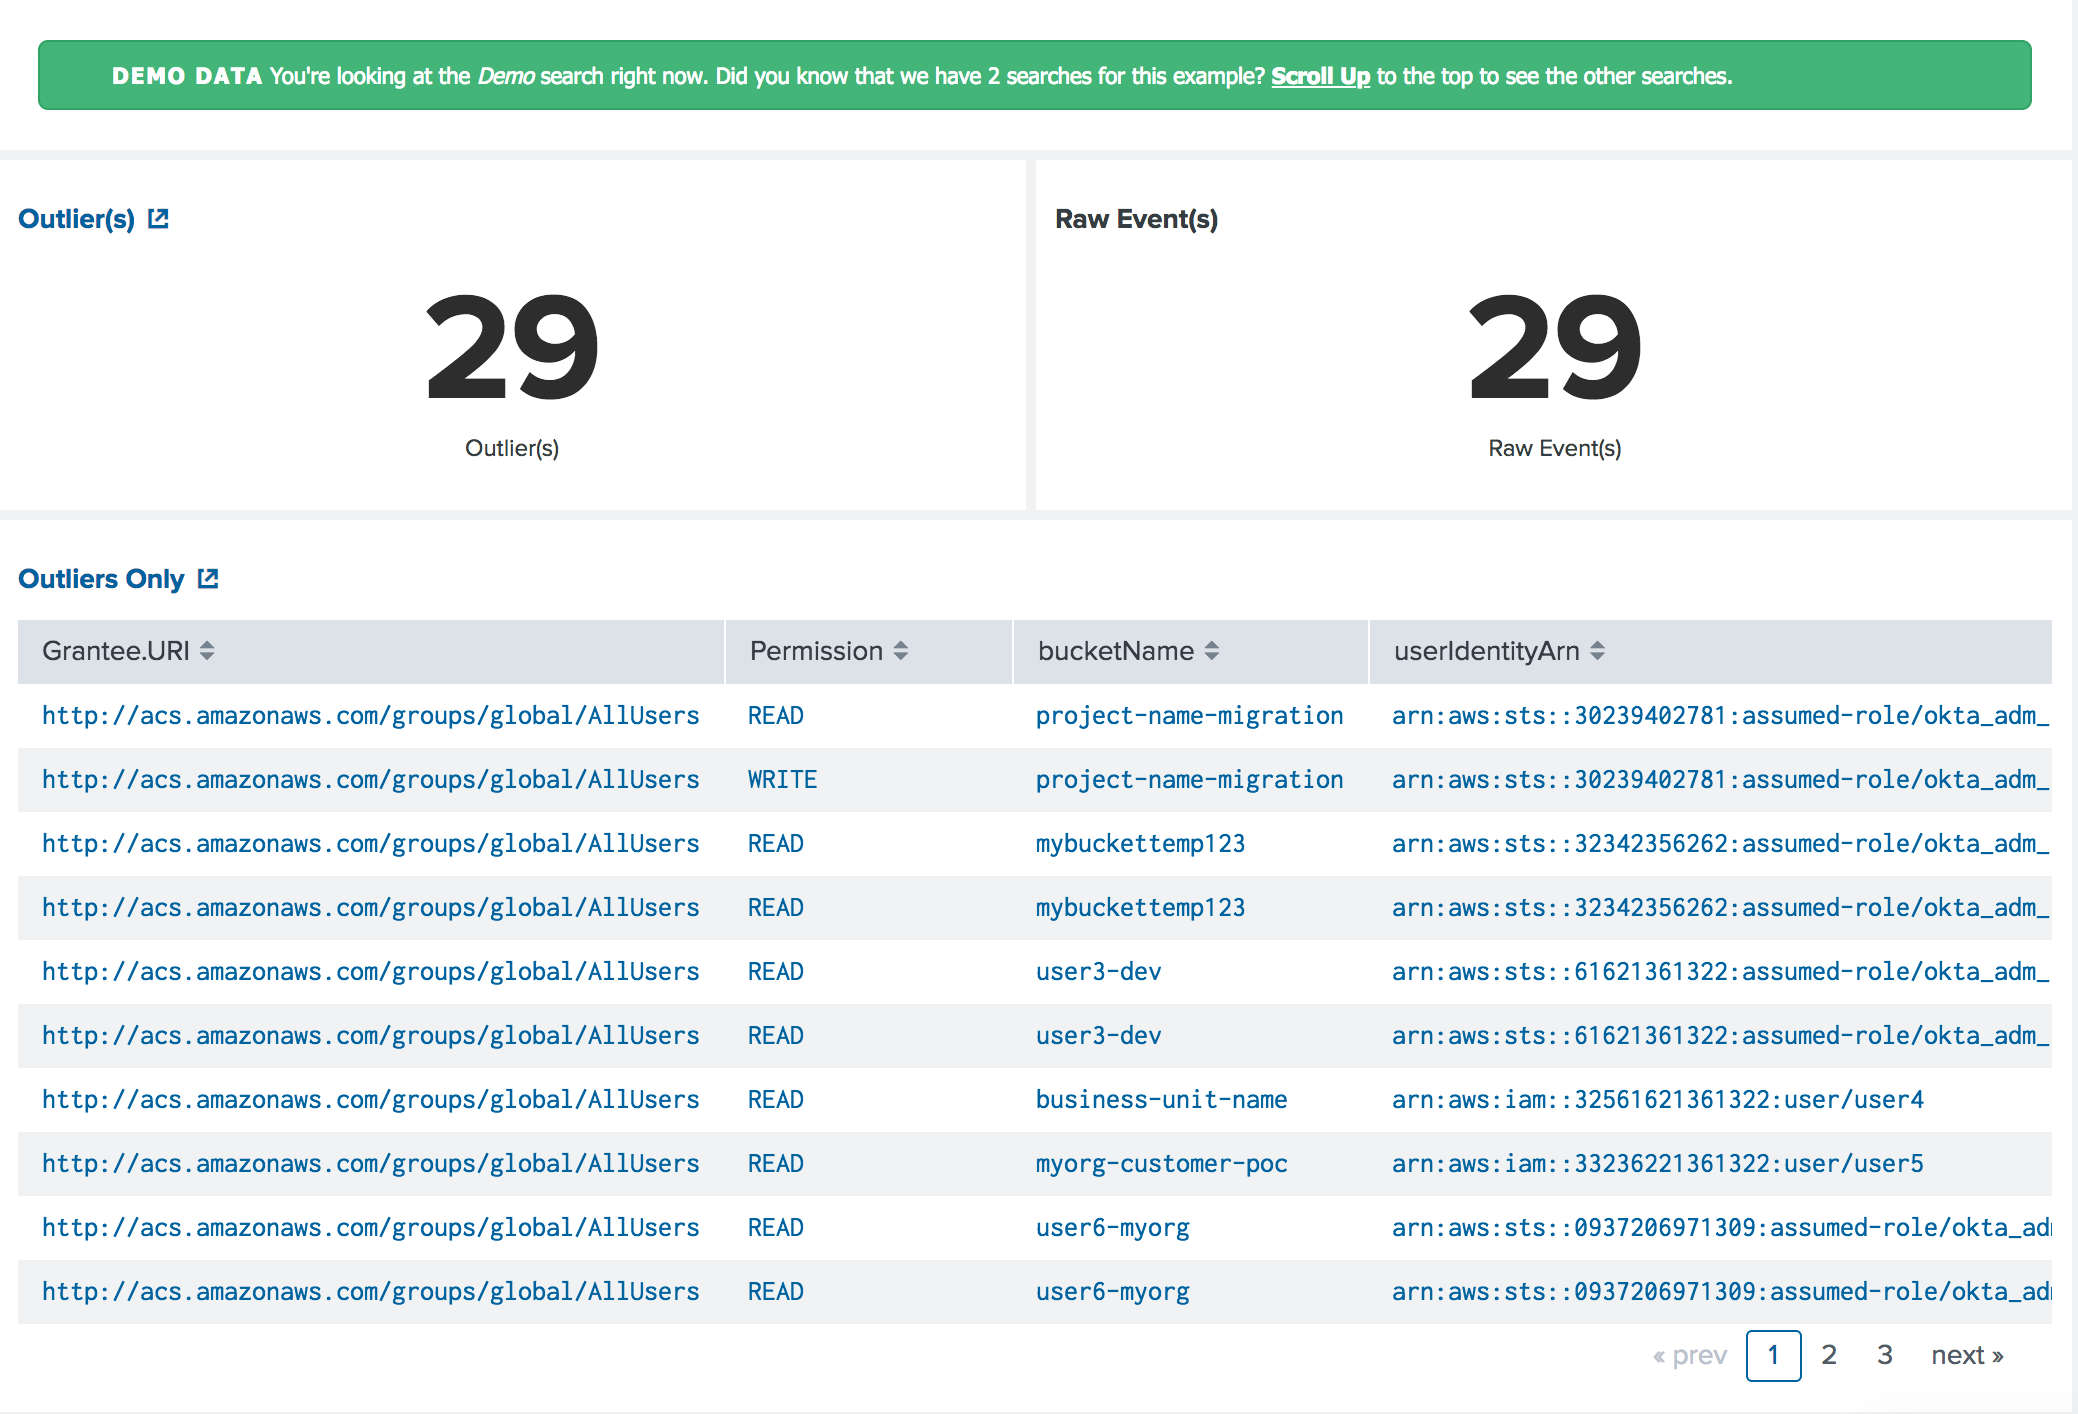 DEMO DATA You're looking at the Demo search right now. Did you know that we have 2 searches for this example? Scroll Up to the top to see the other searches.
Outlier(s)
29
Outlier(s)
Raw Event(s)
29
Raw Event(s)
Outliers Only
Grantee.URI Permission bucketName userIdentityArn
http://acs.amazonaws.com/groups/global/AllUsers READ project-name-migration arn:aws:sts::30239402781:assumed-role/okta_adm_
http://acs.amazonaws.com/groups/global/AllUsers WRITE project-name-migration arn:aws:sts::30239402781:assumed-role/okta_adm_
http://acs.amazonaws.com/groups/global/AllUsers READ mybuckettemp123 arn:aws:sts::32342356262:assumed-role/okta_adm_
http://acs.amazonaws.com/groups/global/AllUsers READ mybuckettemp123 arn:aws:sts::32342356262:assumed-role/okta_adm_
http://acs.amazonaws.com/groups/global/AllUsers READ user3-dev arn:aws:sts::61621361322:assumed-role/okta_adm_
http://acs.amazonaws.com/groups/global/AllUsers READ user3-dev arn:aws:sts::61621361322:assumed-role/okta_adm_
http://acs.amazonaws.com/groups/global/AllUsers READ business-unit-name arn:aws:iam::32561621361322:user/user4
http://acs.amazonaws.com/groups/global/AllUsers READ myorg-customer-poc arn:aws:iam::33236221361322:user/user5
http://acs.amazonaws.com/groups/global/AllUsers READ user6-myorg arn:aws:sts::0937206971309:assumed-role/okta_ad
http://acs.amazonaws.com/groups/global/AllUsers READ user6-myorg arn:aws:sts::0937206971309:assumed-role/okta_ad
« prev 1 2 3 next »